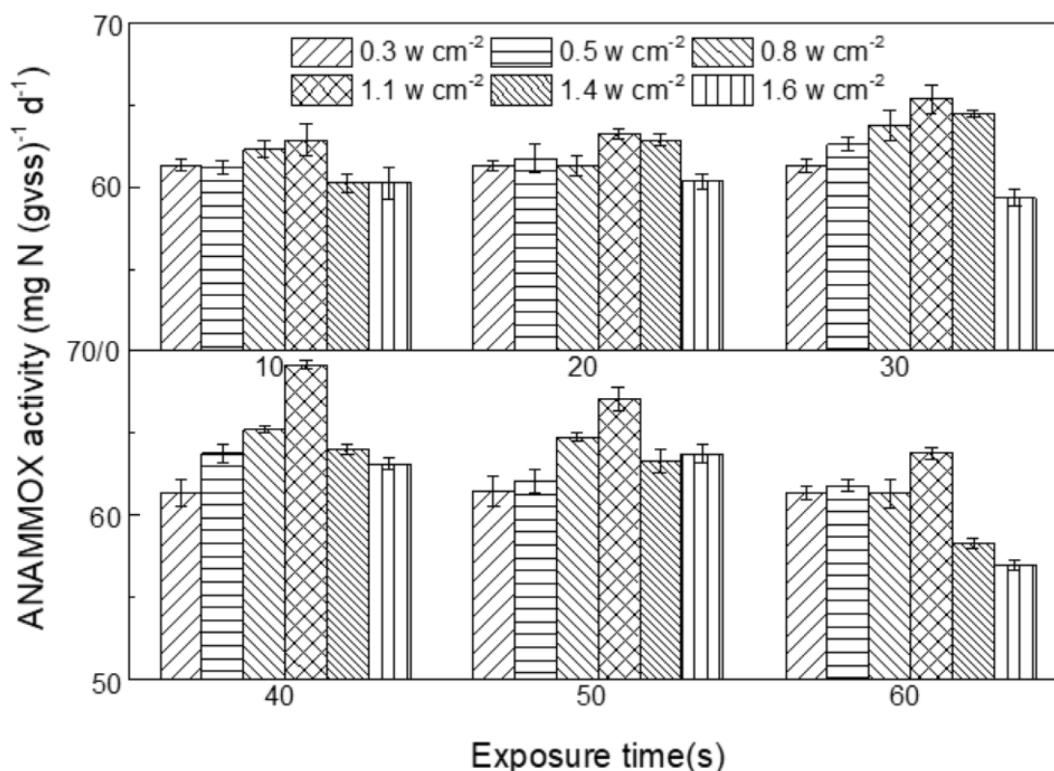 70
0.3 w cm⁻² 0.5 w cm⁻² 0.8 w cm⁻²
1.1 w cm⁻² 1.4 w cm⁻² 1.6 w cm⁻²
60
70/0
10 20 30
60
50
40 50 60
ANAMMOX activity (mg N (gvss)⁻¹ d⁻¹)
Exposure time(s)